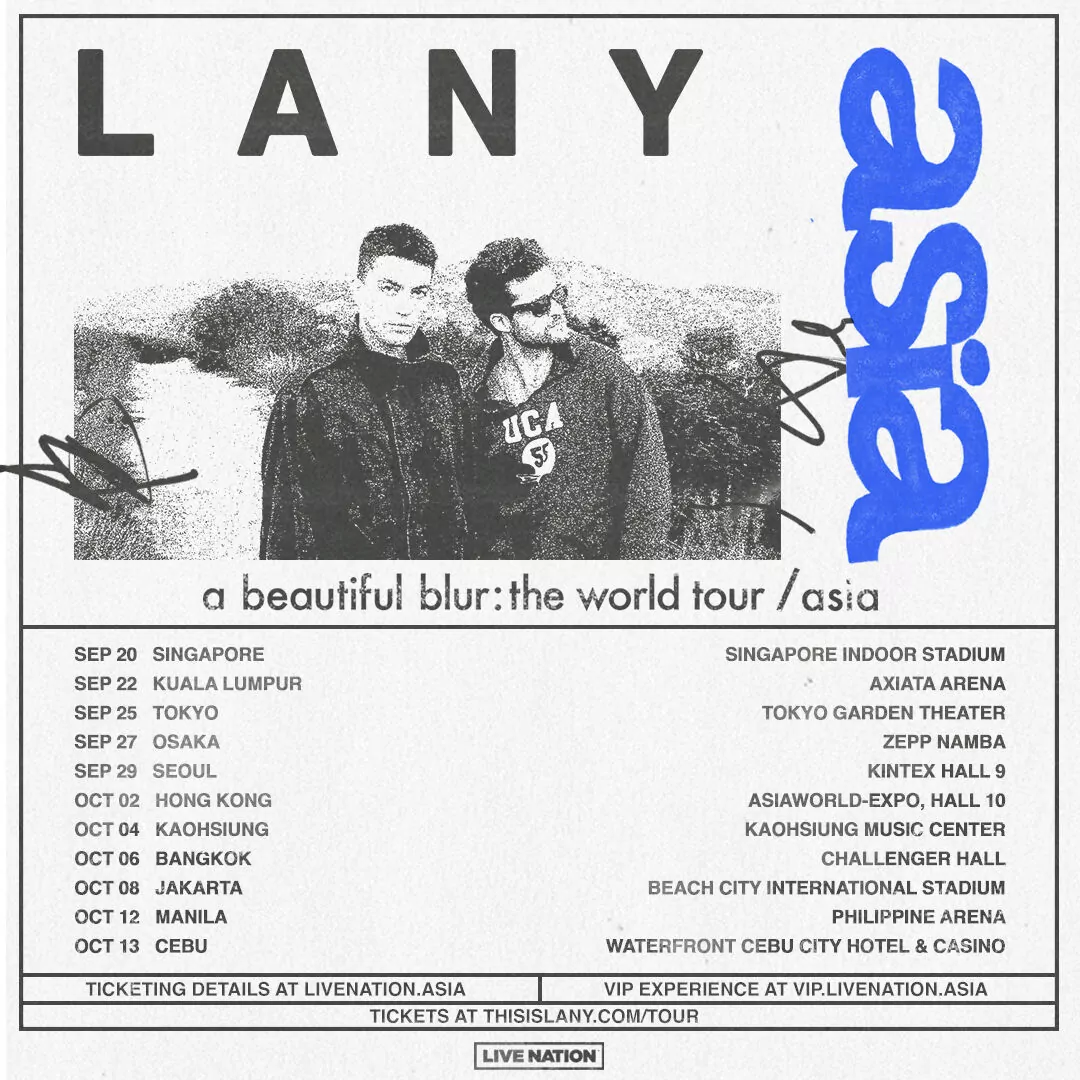 LANY
asia
UCA
55
a beautiful blur: the world tour / asia
SEP 20 SINGAPORE SINGAPORE INDOOR STADIUM
SEP 22 KUALA LUMPUR AXIATA ARENA
SEP 25 TOKYO TOKYO GARDEN THEATER
SEP 27 OSAKA ZEPP NAMBA
SEP 29 SEOUL KINTEX HALL 9
OCT 02 HONG KONG ASIAWORLD-EXPO, HALL 10
OCT 04 KAOHSIUNG KAOHSIUNG MUSIC CENTER
OCT 06 BANGKOK CHALLENGER HALL
OCT 08 JAKARTA BEACH CITY INTERNATIONAL STADIUM
OCT 12 MANILA PHILIPPINE ARENA
OCT 13 CEBU WATERFRONT CEBU CITY HOTEL & CASINO
TICKETING DETAILS AT LIVENATION.ASIA VIP EXPERIENCE AT VIP.LIVENATION.ASIA
TICKETS AT THISISLANY.COM/TOUR
LIVE NATION